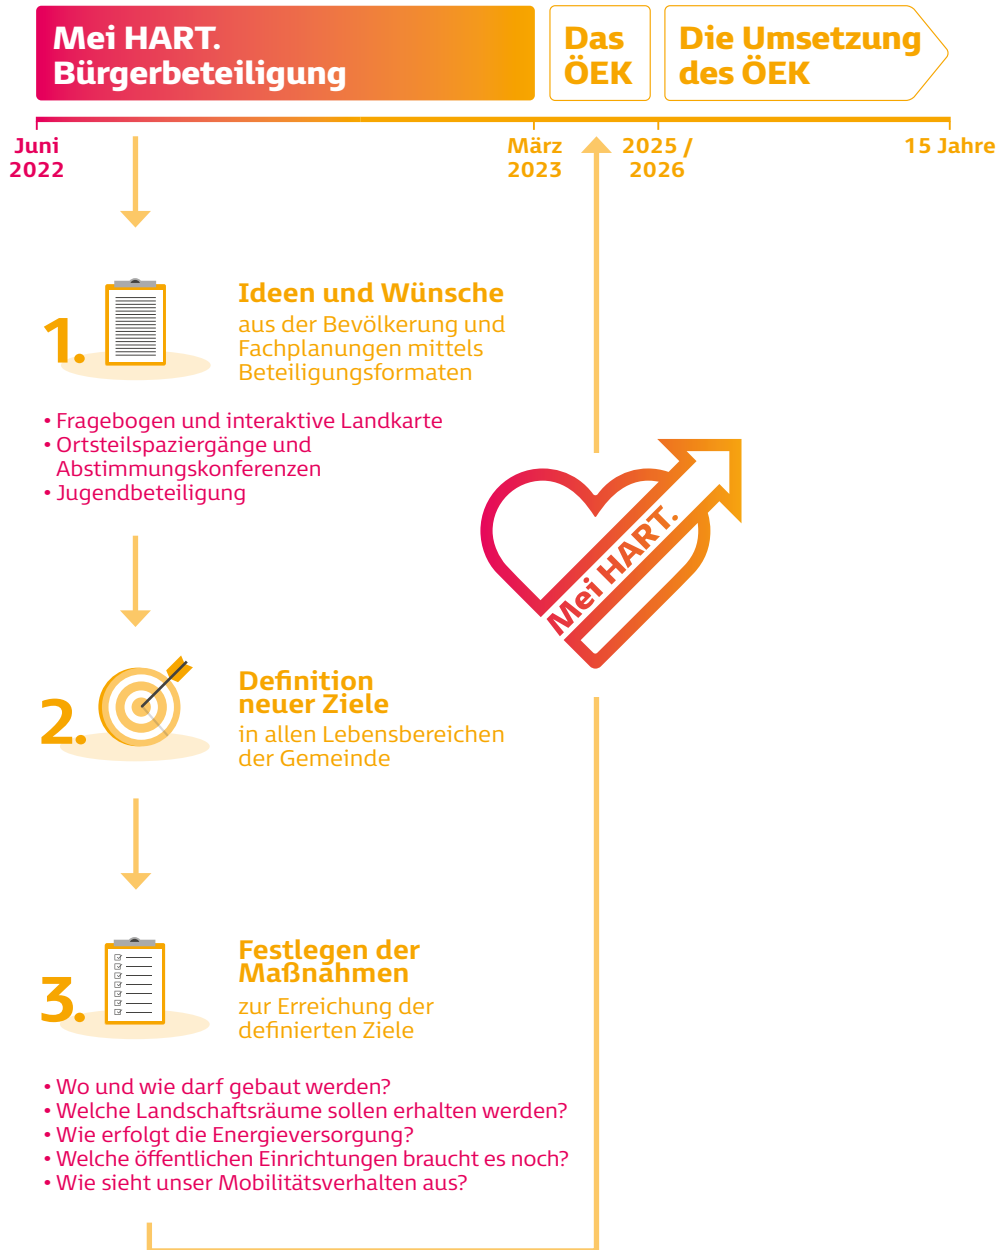 Mei HART.
Bürgerbeteiligung
Das
ÖEK
Die Umsetzung
des ÖEK
Juni
2022
März
2023
2025 /
2026
15 Jahre
1.
Ideen und Wünsche
aus der Bevölkerung und
Fachplanungen mittels
Beteiligungsformaten
• Fragebogen und interaktive Landkarte
• Ortsteilspaziergänge und
Abstimmungskonferenzen
• Jugendbeteiligung
Mei HART.
2.
Definition
neuer Ziele
in allen Lebensbereichen
der Gemeinde
3.
Festlegen der
Maßnahmen
zur Erreichung der
definierten Ziele
• Wo und wie darf gebaut werden?
• Welche Landschaftsräume sollen erhalten werden?
• Wie erfolgt die Energieversorgung?
• Welche öffentlichen Einrichtungen braucht es noch?
• Wie sieht unser Mobilitätsverhalten aus?